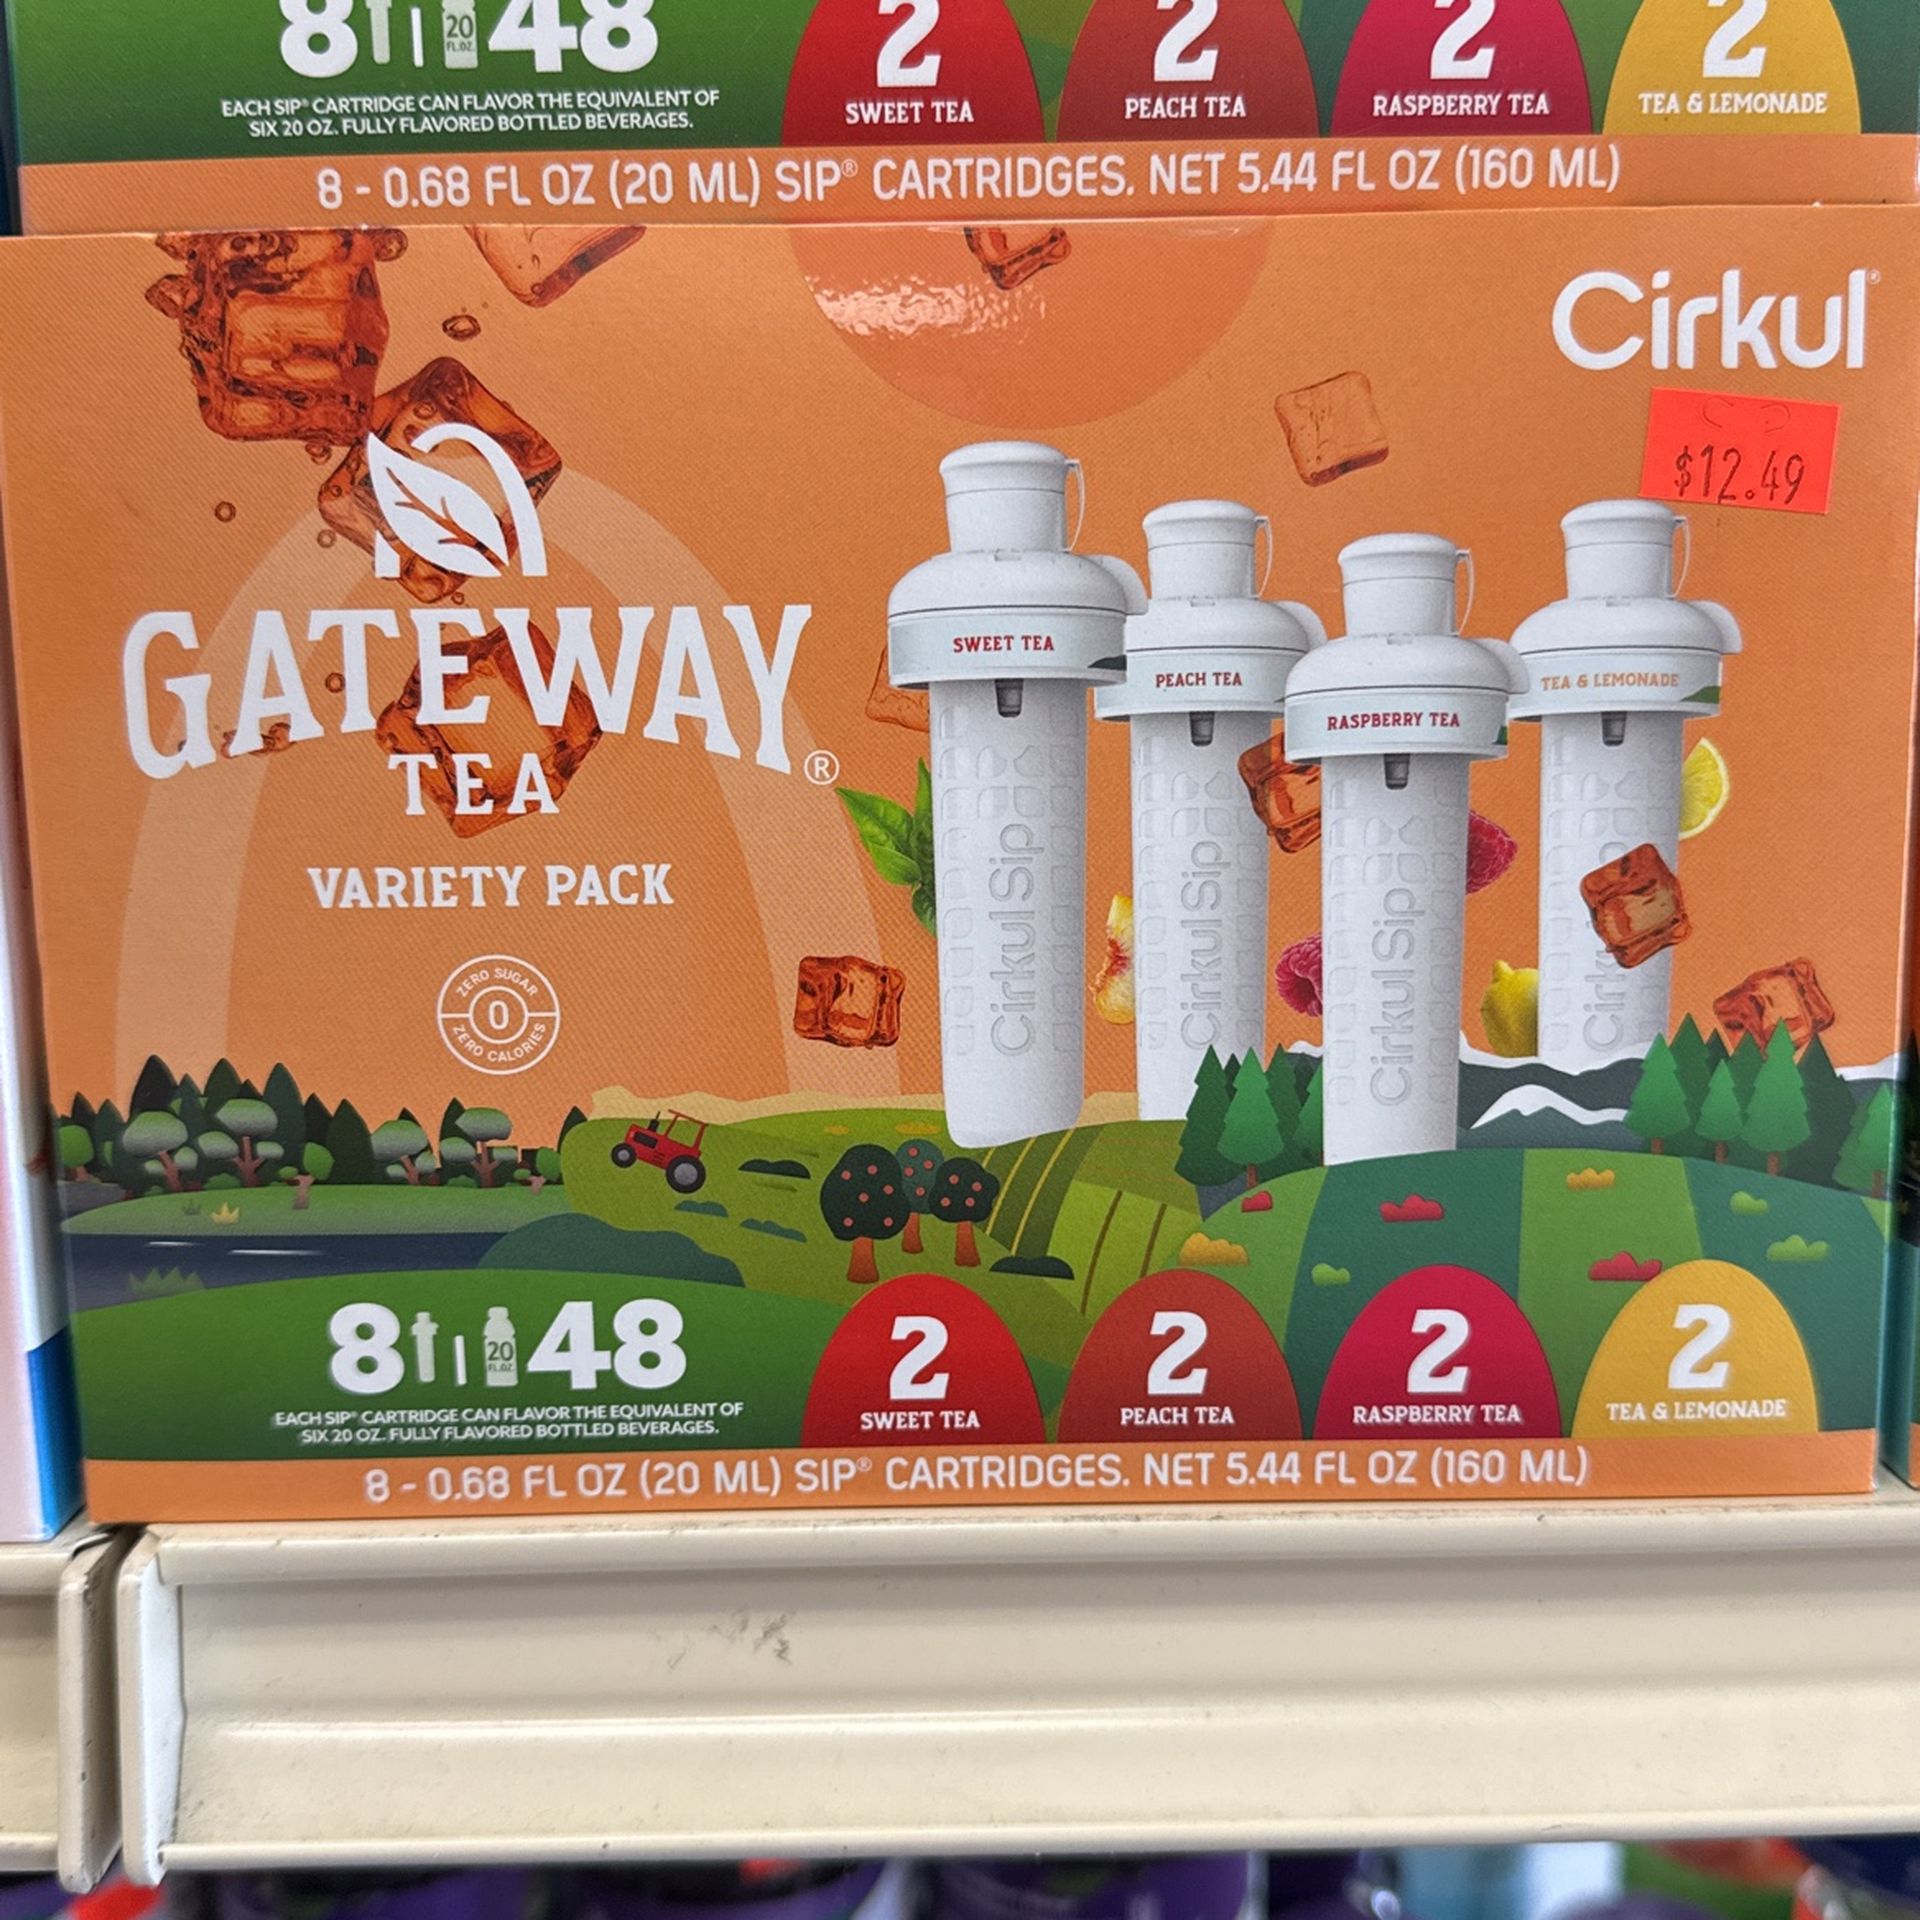 8 20 FL.OZ. 48
EACH SIP® CARTRIDGE CAN FLAVOR THE EQUIVALENT OF
SIX 20 OZ. FULLY FLAVORED BOTTLED BEVERAGES.
2
SWEET TEA
2
PEACH TEA
2
RASPBERRY TEA
2
TEA & LEMONADE
8 - 0.68 FL OZ (20 ML) SIP® CARTRIDGES. NET 5.44 FL OZ (160 ML)
Cirkul®
$12.49
GATEWAY
TEA®
VARIETY PACK
ZERO SUGAR
0
ZERO CALORIES
SWEET TEA
PEACH TEA
RASPBERRY TEA
TEA & LEMONADE
CirkulSip
CirkulSip
CirkulSip
8 20 FL.OZ. 48
EACH SIP® CARTRIDGE CAN FLAVOR THE EQUIVALENT OF
SIX 20 OZ. FULLY FLAVORED BOTTLED BEVERAGES.
2
SWEET TEA
2
PEACH TEA
2
RASPBERRY TEA
2
TEA & LEMONADE
8 - 0.68 FL OZ (20 ML) SIP® CARTRIDGES. NET 5.44 FL OZ (160 ML)